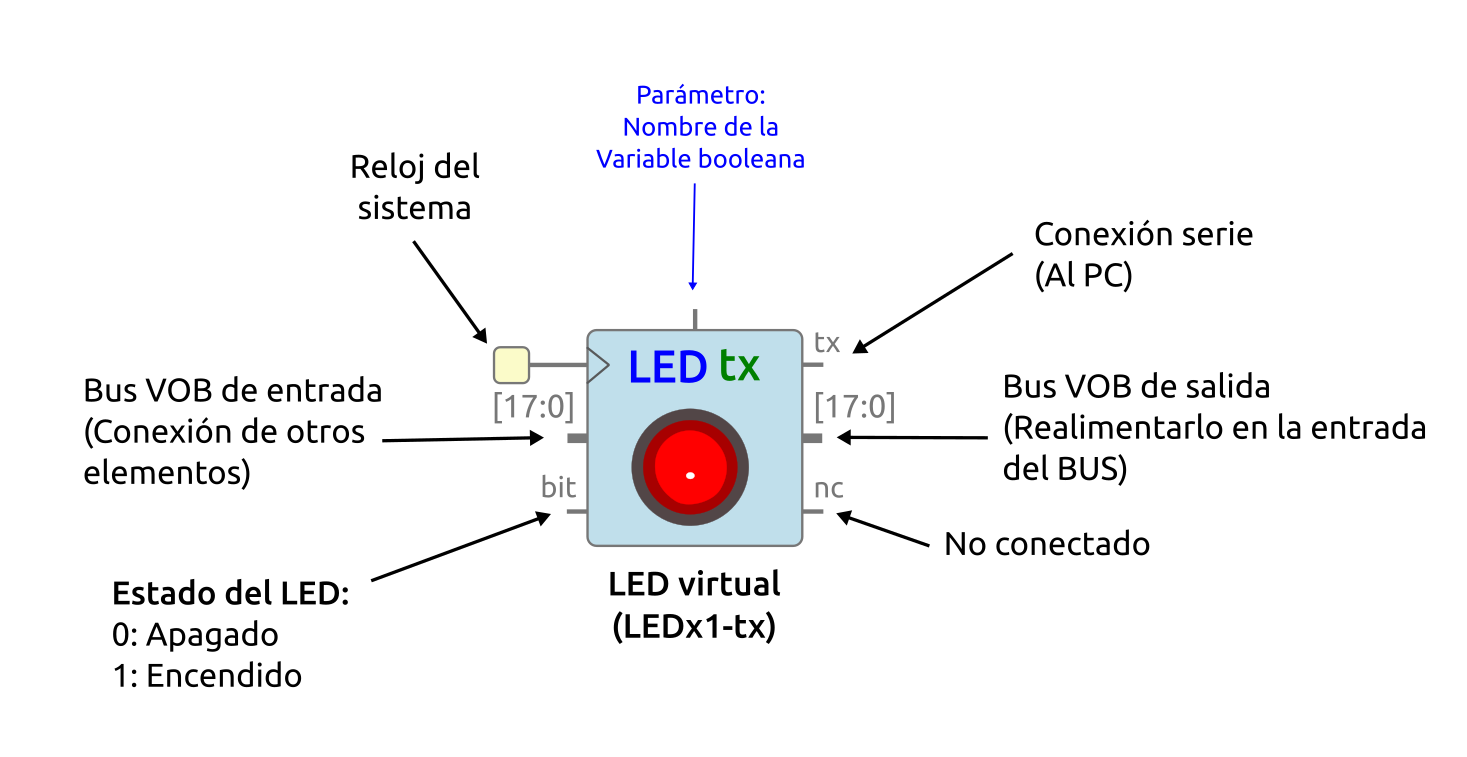 Parámetro:
Nombre de la
Variable booleana
Reloj del
sistema
Conexión serie
(Al PC)
tx
LED tx
Bus VOB de entrada
(Conexión de otros
elementos)
[17:0]
[17:0]
Bus VOB de salida
(Realimentarlo en la entrada
del BUS)
bit
nc
No conectado
Estado del LED:
0: Apagado
1: Encendido
LED virtual
(LEDx1-tx)